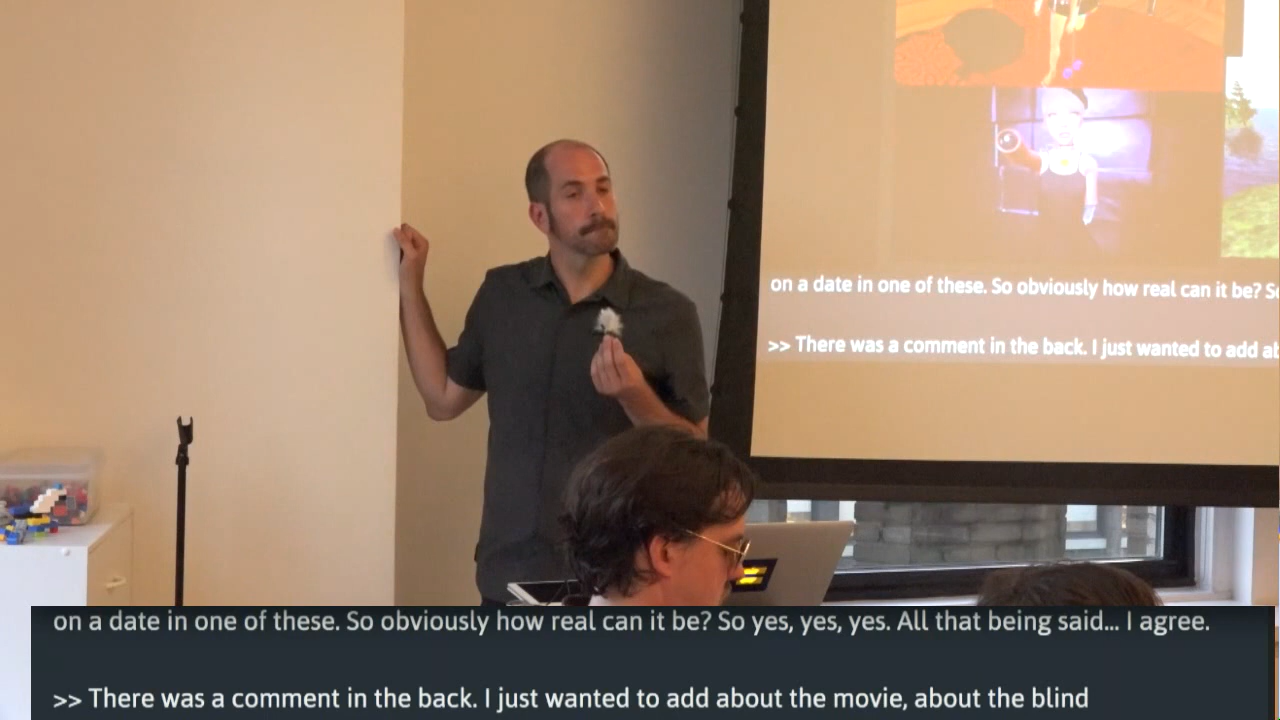 on a date in one of these. So obviously how real can it be? So
>> There was a comment in the back. I just wanted to add ab
on a date in one of these. So obviously how real can it be? So yes, yes, yes. All that being said... I agree.
>> There was a comment in the back. I just wanted to add about the movie, about the blind